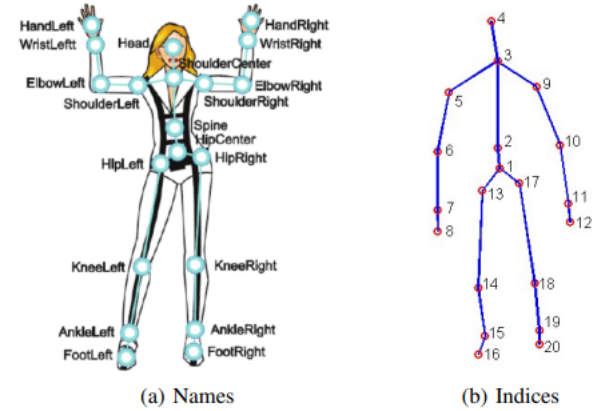 HandLeft
HandRight
WristLeftt
WristRight
Head
ShoulderCenter
ElbowLeft
ElbowRight
ShoulderLeft
ShoulderRight
Spine
HipCenter
HipLeft
HipRight
KneeLeft
KneeRight
AnkleLeft
AnkleRight
FootLeft
FootRight
(a) Names
4
3
5
9
6
2
10
1
13
17
7
11
8
12
14
18
15
19
16
20
(b) Indices